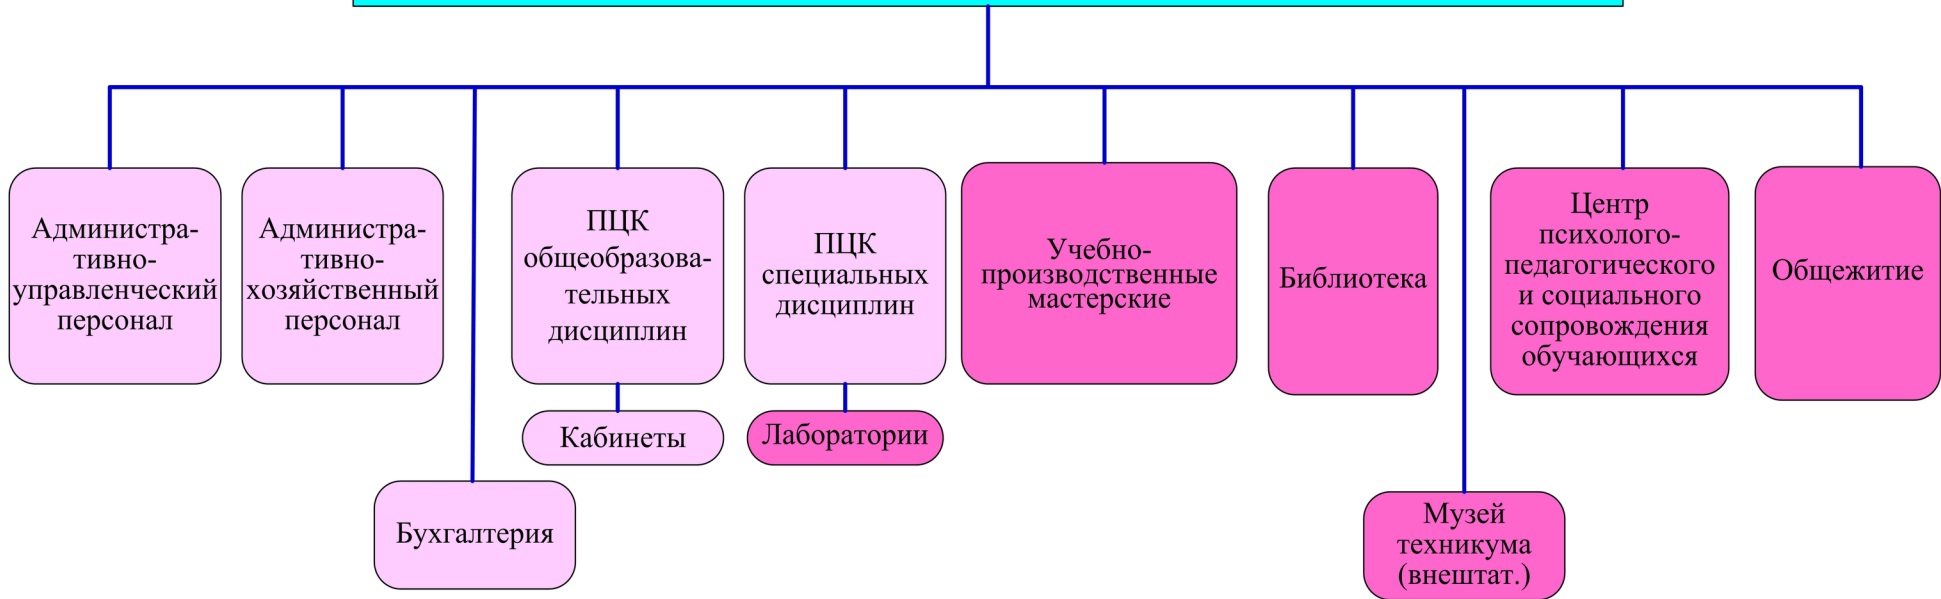 Администра-
тивно-
управленческий
персонал
Администра-
тивно-
хозяйственный
персонал
ПЦК
общеобразова-
тельных
дисциплин
ПЦК
специальных
дисциплин
Учебно-
производственные
мастерские
Библиотека
Центр
психолого-
педагогического
и социального
сопровождения
обучающихся
Общежитие
Кабинеты
Лаборатории
Бухгалтерия
Музей
техникума
(внештат.)